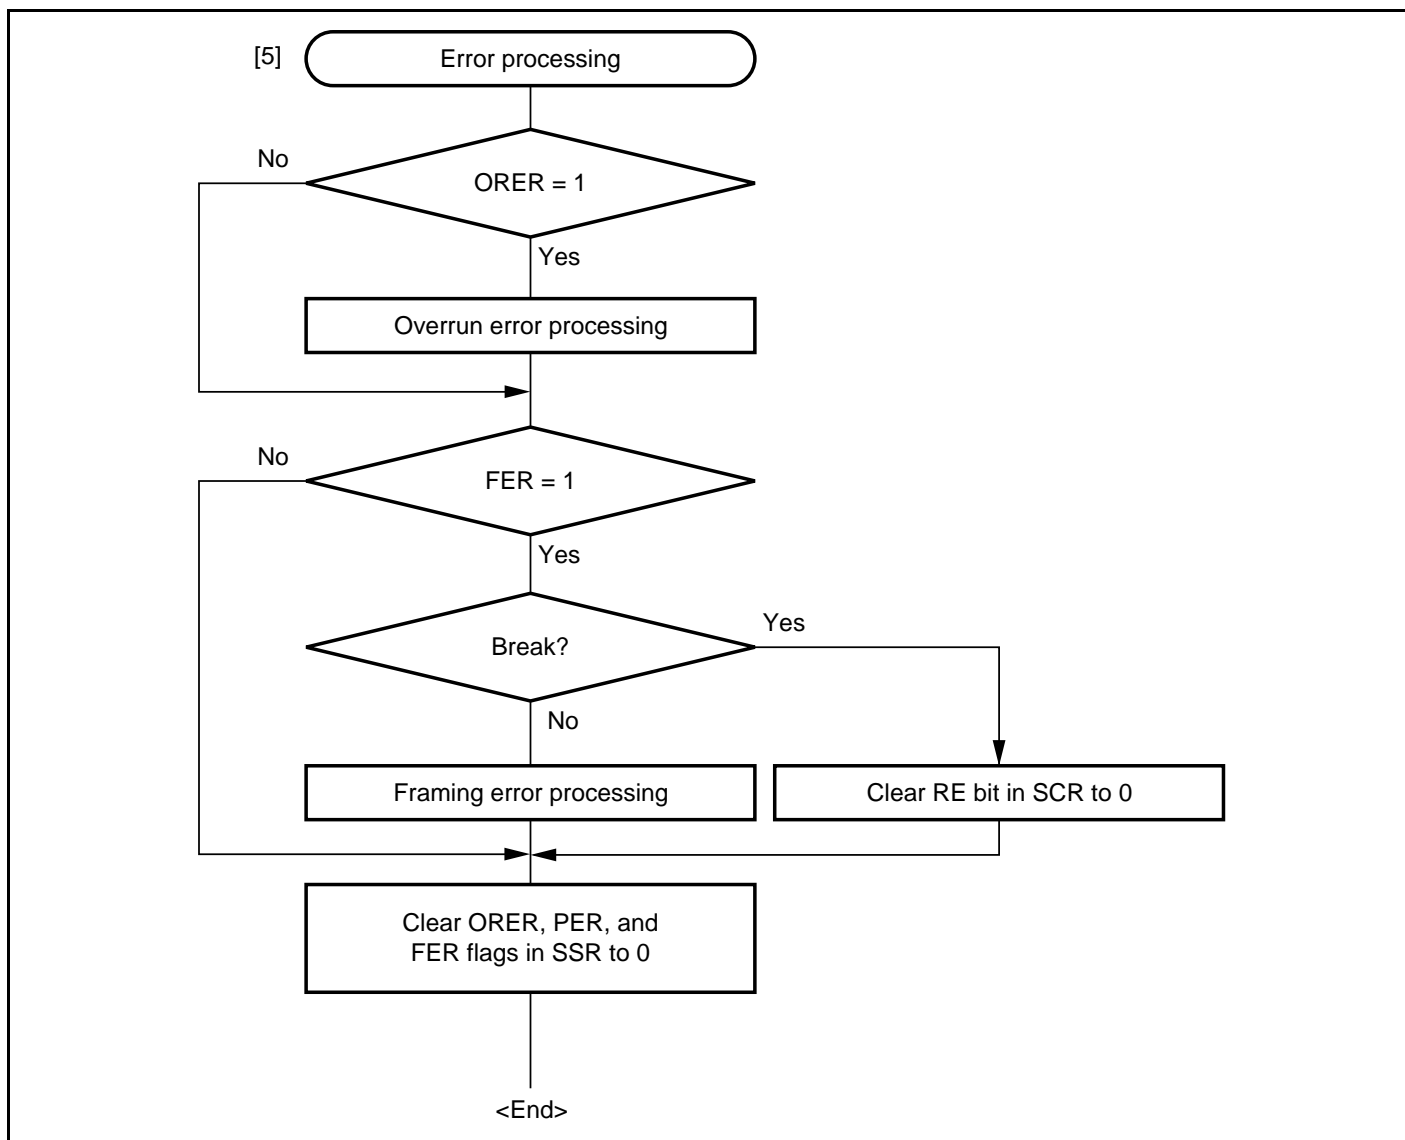 [5] Error processing
No
ORER = 1
Yes
Overrun error processing
No
FER = 1
Yes
Yes
Break?
No
Framing error processing
Clear RE bit in SCR to 0
Clear ORER, PER, and
FER flags in SSR to 0
<End>